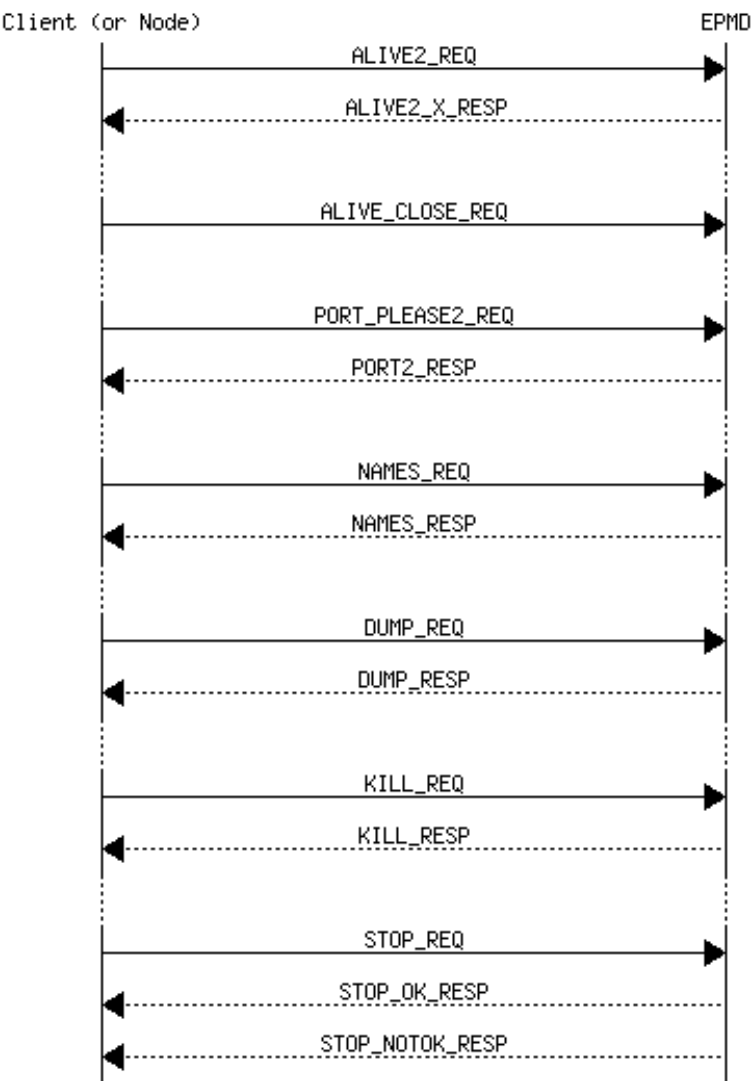 Client (or Node) EPMD
ALIVE2_REQ
ALIVE2_X_RESP
ALIVE_CLOSE_REQ
PORT_PLEASE2_REQ
PORT2_RESP
NAMES_REQ
NAMES_RESP
DUMP_REQ
DUMP_RESP
KILL_REQ
KILL_RESP
STOP_REQ
STOP_OK_RESP
STOP_NOTOK_RESP